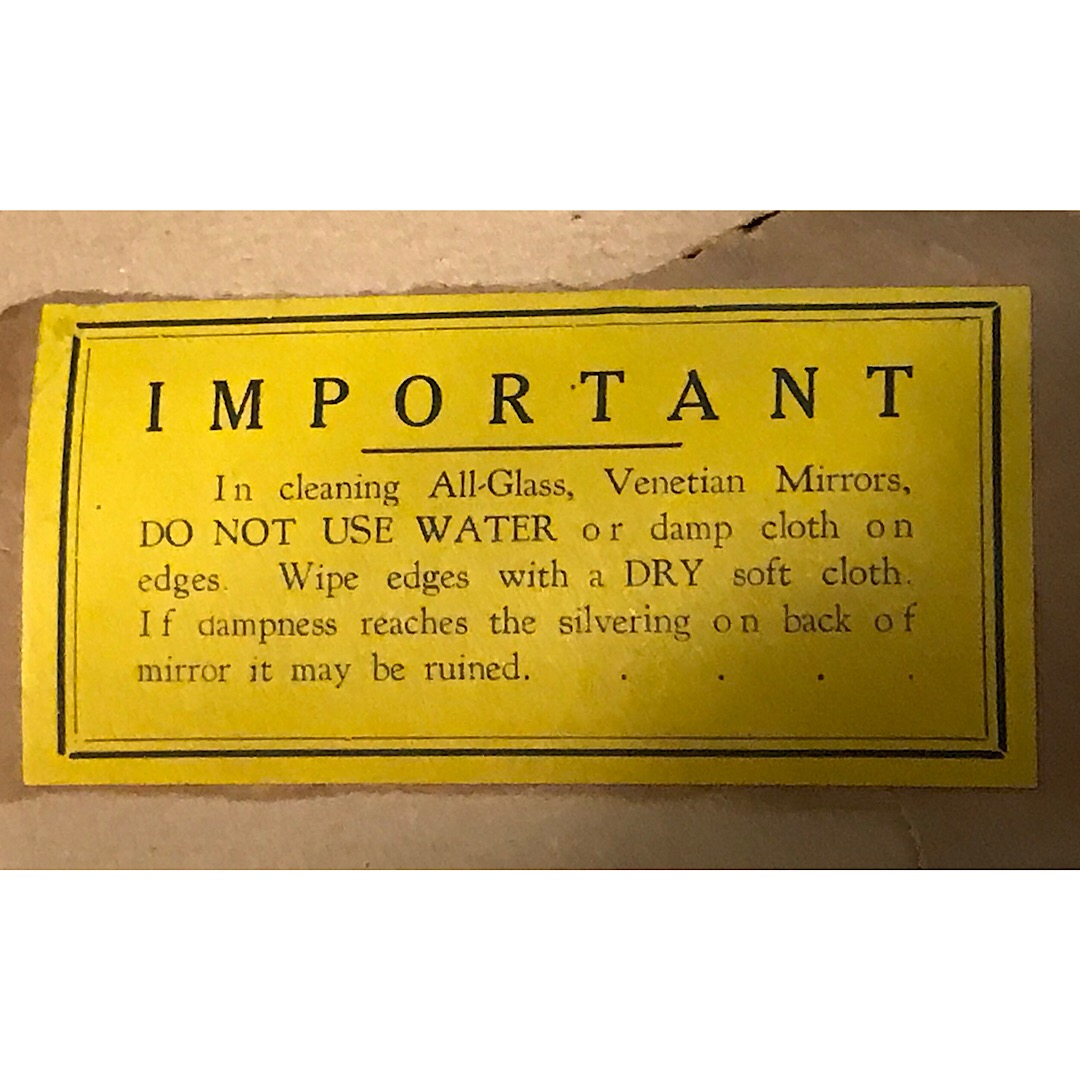 IMPORTANT
In cleaning All-Glass, Venetian Mirrors,
DO NOT USE WATER or damp cloth on
edges. Wipe edges with a DRY soft cloth.
If dampness reaches the silvering on back of
mirror it may be ruined. . . . .